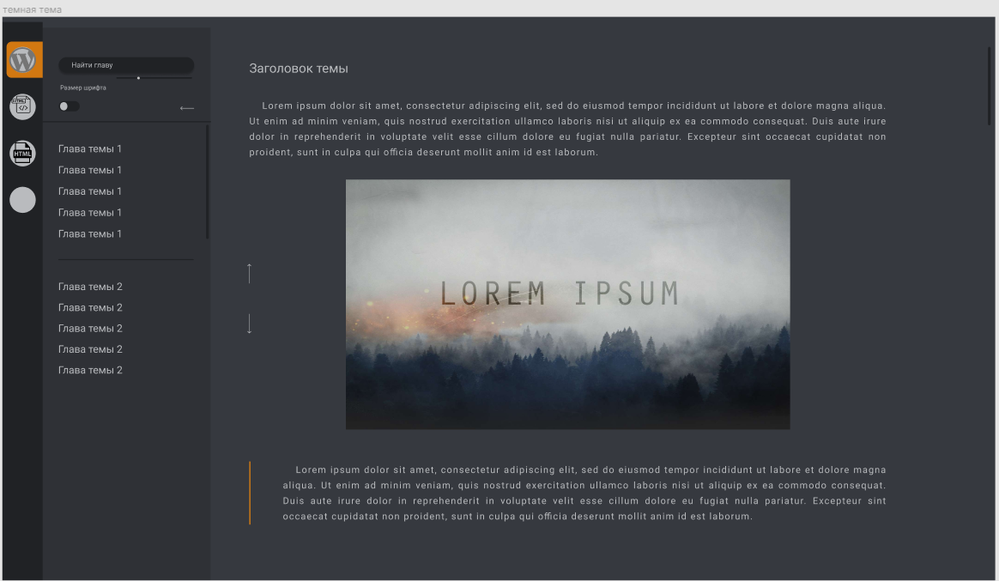 темная тема
Найти главу
Размер шрифта
HTML
</>
HTML
Глава темы 1
Глава темы 1
Глава темы 1
Глава темы 1
Глава темы 1
Глава темы 2
Глава темы 2
Глава темы 2
Глава темы 2
Глава темы 2
Заголовок темы
Lorem ipsum dolor sit amet, consectetur adipiscing elit, sed do eiusmod tempor incididunt ut labore et dolore magna aliqua.
Ut enim ad minim veniam, quis nostrud exercitation ullamco laboris nisi ut aliquip ex ea commodo consequat. Duis aute irure
dolor in reprehenderit in voluptate velit esse cillum dolore eu fugiat nulla pariatur. Excepteur sint occaecat cupidatat non
proident, sunt in culpa qui officia deserunt mollit anim id est laborum.
LOREM IPSUM
Lorem ipsum dolor sit amet, consectetur adipiscing elit, sed do eiusmod tempor incididunt ut labore et dolore magna
aliqua. Ut enim ad minim veniam, quis nostrud exercitation ullamco laboris nisi ut aliquip ex ea commodo consequat.
Duis aute irure dolor in reprehenderit in voluptate velit esse cillum dolore eu fugiat nulla pariatur. Excepteur sint
occaecat cupidatat non proident, sunt in culpa qui officia deserunt mollit anim id est laborum.